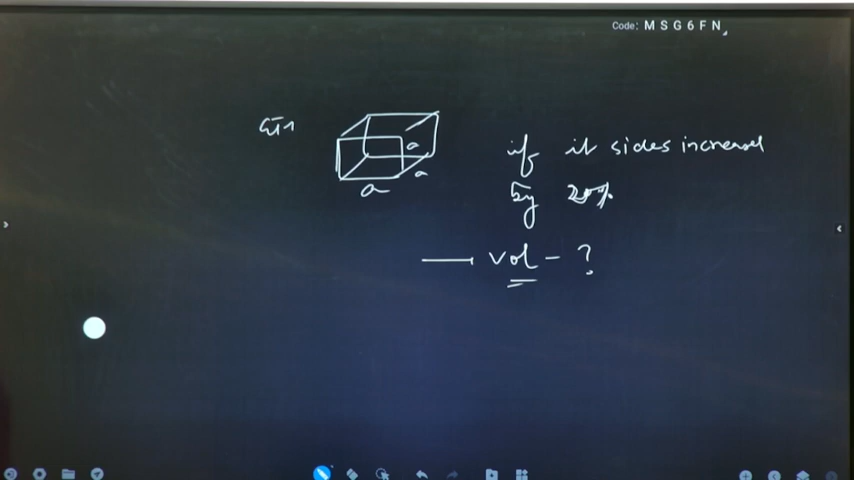 Code: M S G 6 F N
a
a
a
if it sides increased
by 20%
vol - ?